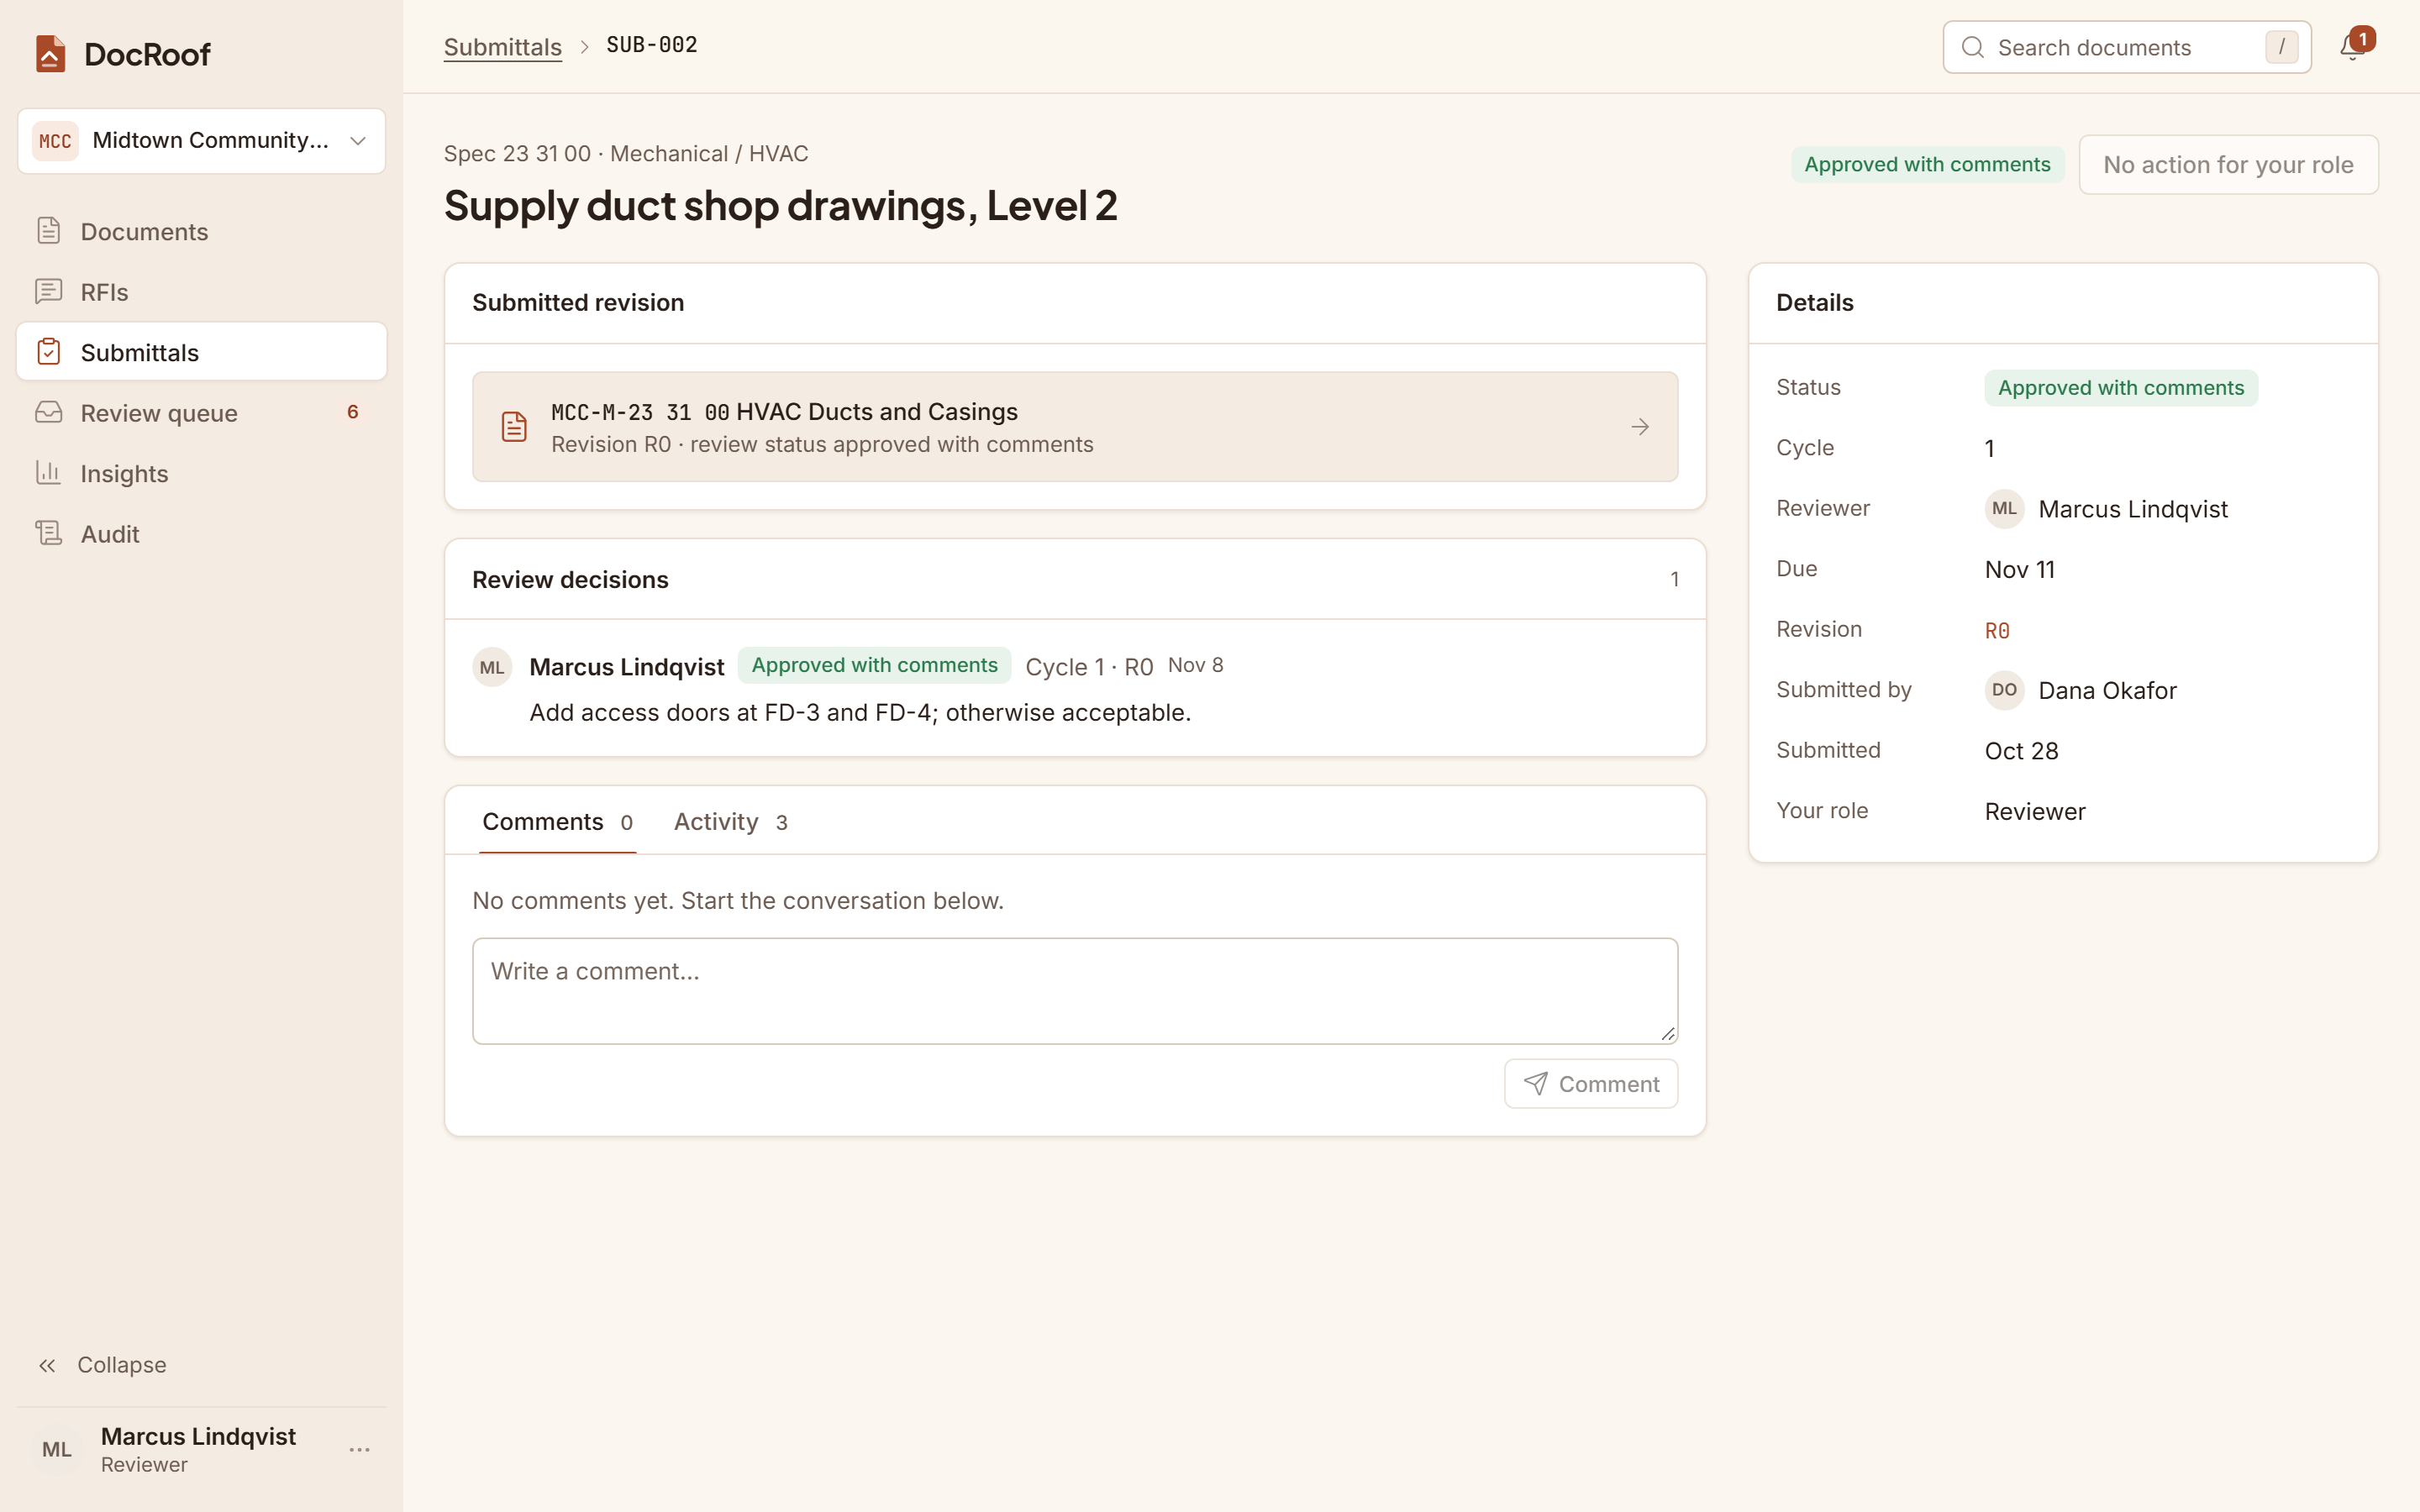 DocRoof
MCC Midtown Community...
Documents
RFIs
Submittals
Review queue 6
Insights
Audit
Collapse
ML Marcus Lindqvist
Reviewer
Submittals > SUB-002
Search documents /
1
Spec 23 31 00 · Mechanical / HVAC
Supply duct shop drawings, Level 2
Approved with comments
No action for your role
Submitted revision
MCC-M-23 31 00 HVAC Ducts and Casings
Revision R0 · review status approved with comments
Review decisions 1
ML Marcus Lindqvist Approved with comments Cycle 1 · R0 Nov 8
Add access doors at FD-3 and FD-4; otherwise acceptable.
Comments 0 Activity 3
No comments yet. Start the conversation below.
Write a comment...
Comment
Details
Status Approved with comments
Cycle 1
Reviewer ML Marcus Lindqvist
Due Nov 11
Revision R0
Submitted by DO Dana Okafor
Submitted Oct 28
Your role Reviewer